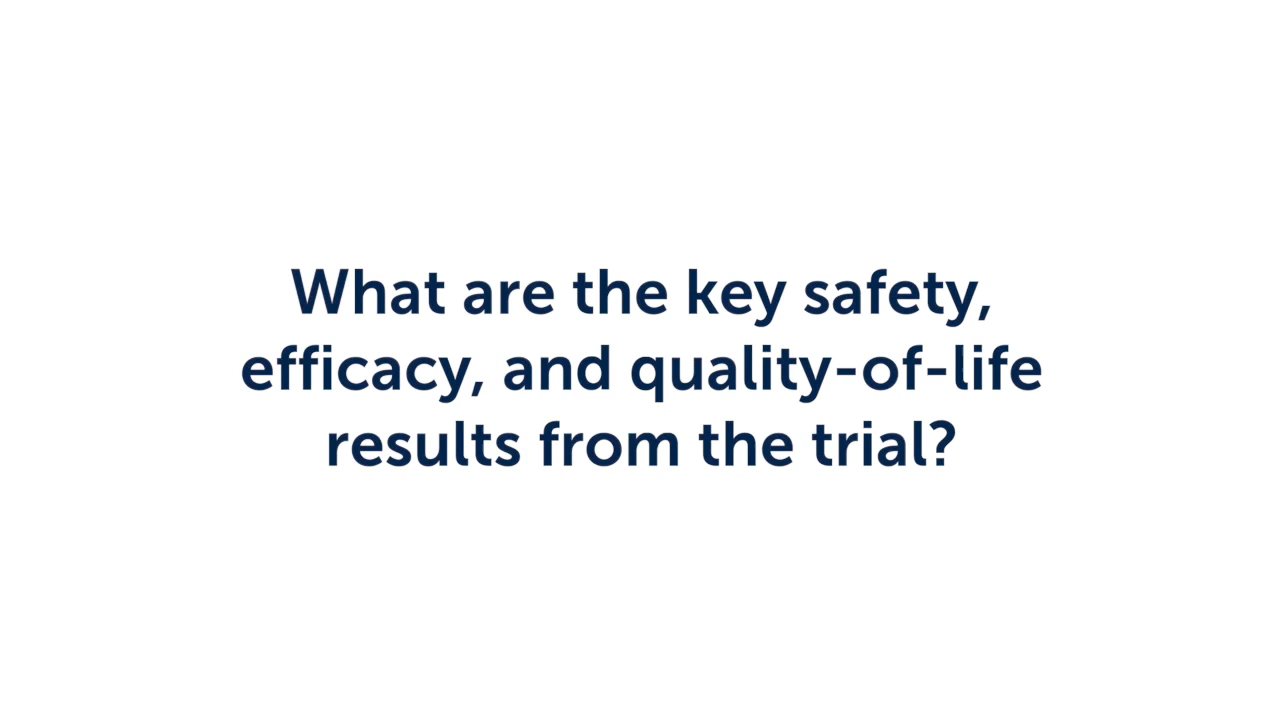 What are the key safety,
efficacy, and quality-of-life
results from the trial?